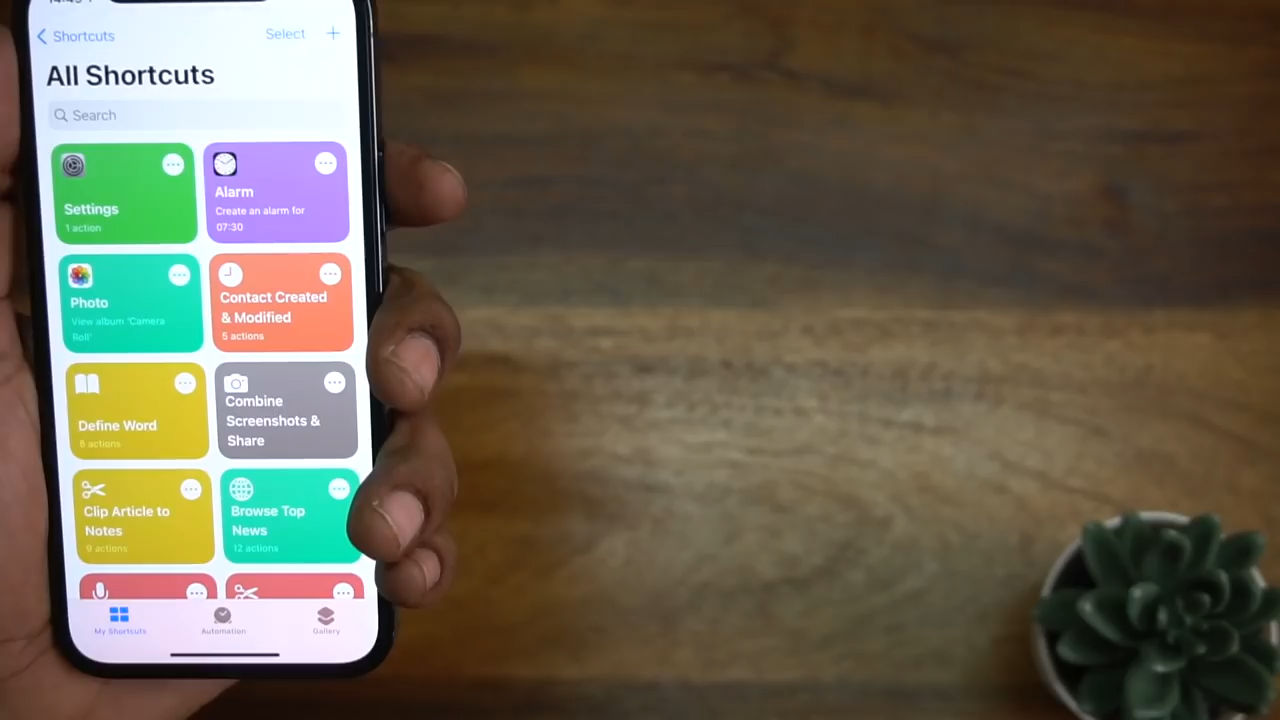 Shortcuts
Select +
All Shortcuts
Search
Settings
1 action
Alarm
Create an alarm for
07:30
Photo
View album 'Camera
Roll'
Contact Created
& Modified
5 actions
Define Word
Combine
Screenshots &
Share
Clip Article to
Notes
9 actions
Browse Top
News
12 actions
My Shortcuts
Automation
Gallery